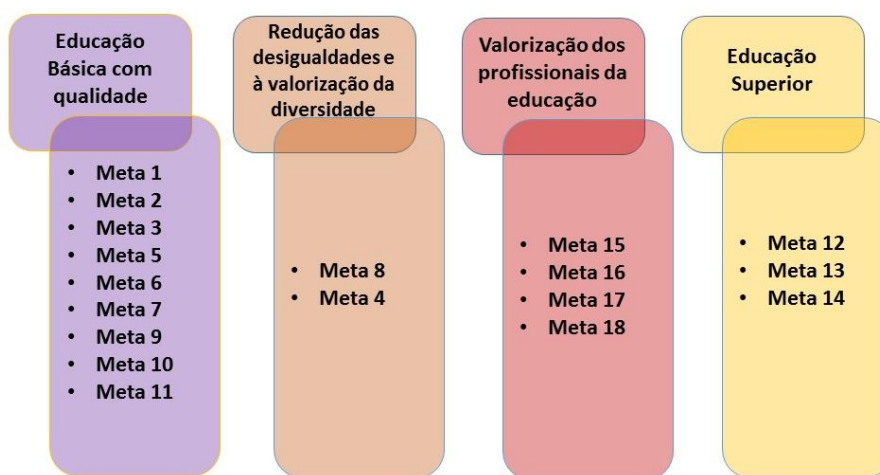 Educação
Básica com
qualidade
• Meta 1
• Meta 2
• Meta 3
• Meta 5
• Meta 6
• Meta 7
• Meta 9
• Meta 10
• Meta 11
Redução das
desigualdades e
à valorização da
diversidade
• Meta 8
• Meta 4
Valorização dos
profissionais da
educação
• Meta 15
• Meta 16
• Meta 17
• Meta 18
Educação
Superior
• Meta 12
• Meta 13
• Meta 14